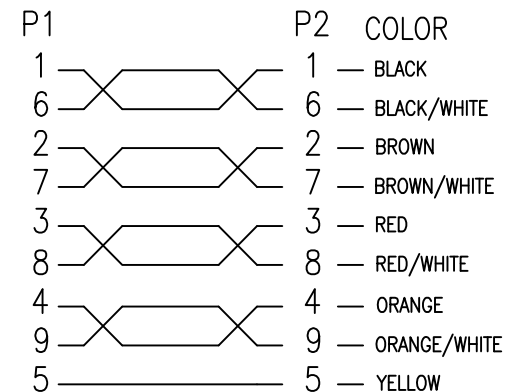 P1 P2 COLOR
1 1 — BLACK
6 6 — BLACK/WHITE
2 2 — BROWN
7 7 — BROWN/WHITE
3 3 — RED
8 8 — RED/WHITE
4 4 — ORANGE
9 9 — ORANGE/WHITE
5 5 — YELLOW